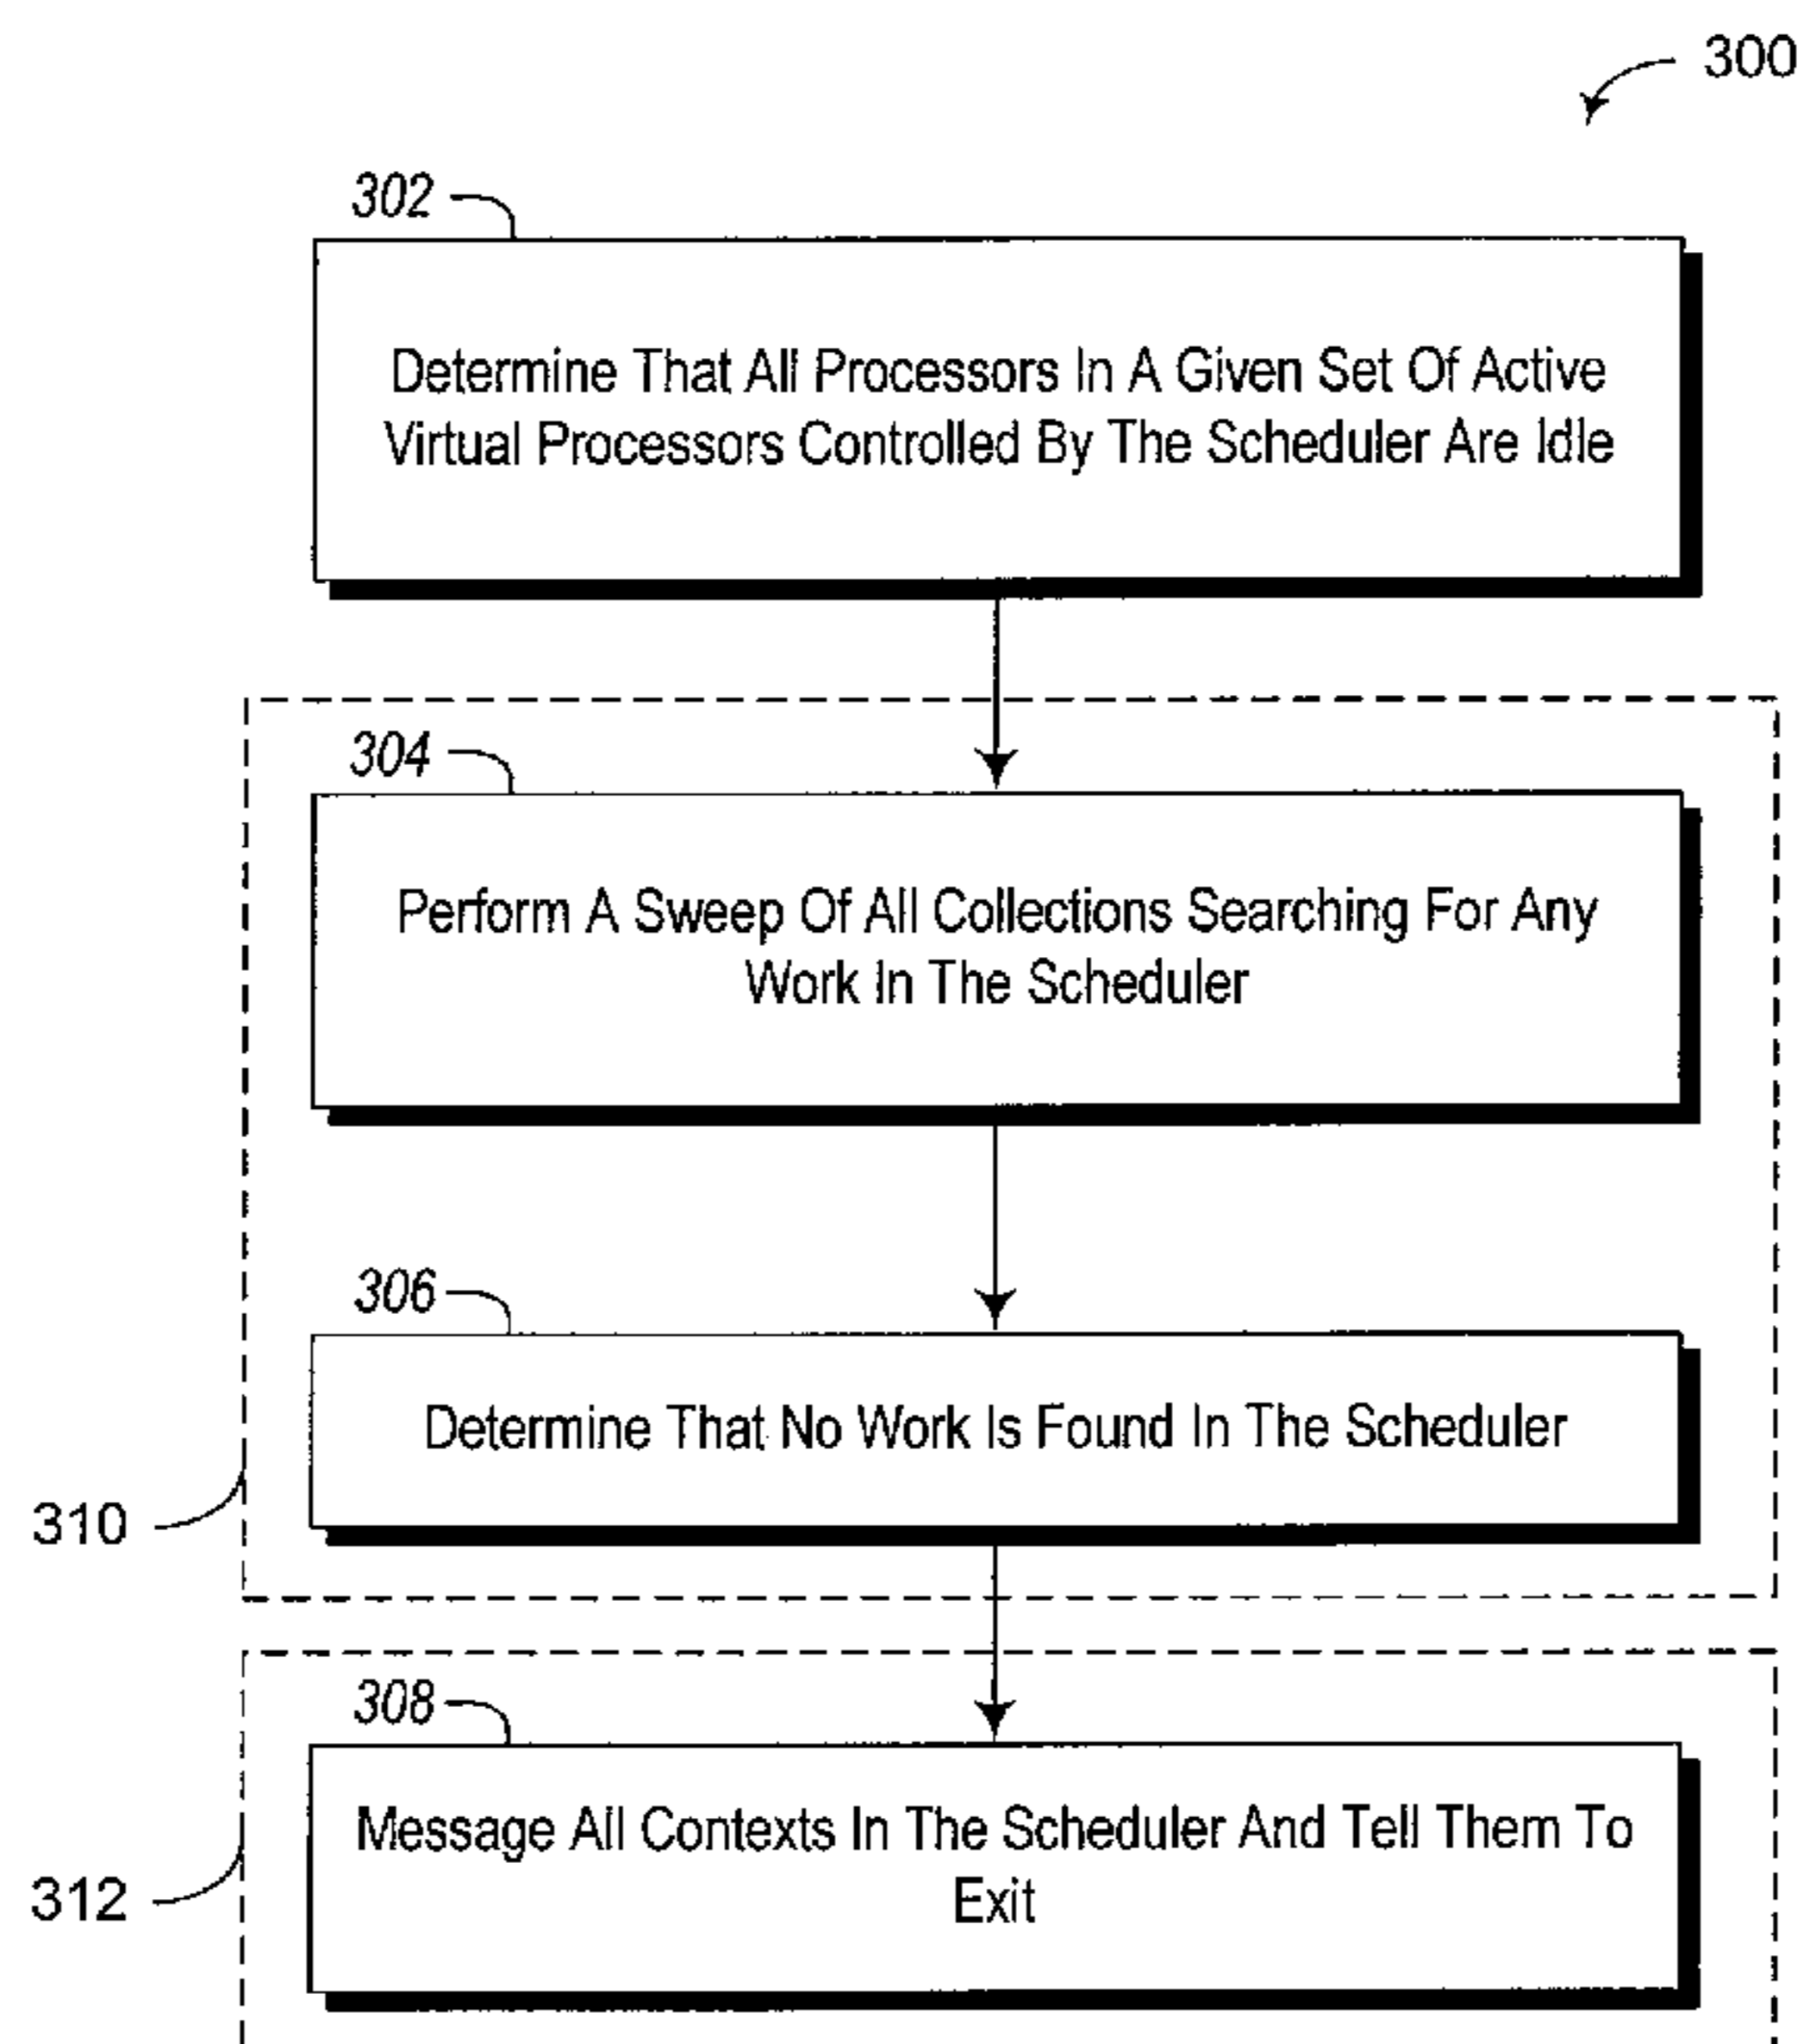 300
302
Determine That All Processors In A Given Set Of Active
Virtual Processors Controlled By The Scheduler Are Idle
304
Perform A Sweep Of All Collections Searching For Any
Work In The Scheduler
306
Determine That No Work Is Found In The Scheduler
310
308
Message All Contexts In The Scheduler And Tell Them To
Exit
312